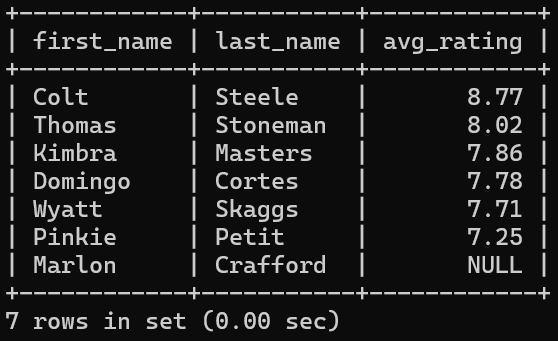 +------------+-----------+------------+
| first_name | last_name | avg_rating |
+------------+-----------+------------+
| Colt       | Steele    |       8.77 |
| Thomas     | Stoneman  |       8.02 |
| Kimbra     | Masters   |       7.86 |
| Domingo    | Cortes    |       7.78 |
| Wyatt      | Skaggs    |       7.71 |
| Pinkie     | Petit     |       7.25 |
| Marlon     | Crafford  |       NULL |
+------------+-----------+------------+
7 rows in set (0.00 sec)